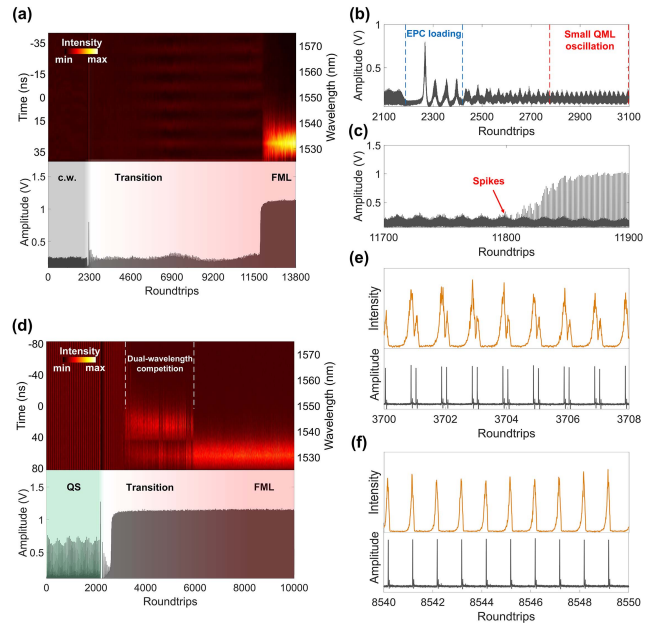 (a)
Intensity
min max
-35
-15
0
15
35
Time (ns)
1570
1560
1550
1540
1530
Wavelength (nm)
c.w. Transition FML
1.5
1
0.5
Amplitude (V)
0 2300 4600 6900 9200 11500 13800
Roundtrips
(b)
EPC loading
Small QML
oscillation
1
0.5
0
Amplitude (V)
2100 2300 2500 2700 2900 3100
Roundtrips
(c)
1.5
1.0
0.5
Amplitude (V)
Spikes
11700 11800 11900
Roundtrips
(d)
Intensity
min max
Dual-wavelength
competition
-80
-40
0
40
80
Time (ns)
1570
1560
1550
1540
1530
Wavelength (nm)
QS Transition FML
1.5
1
0.5
Amplitude (V)
0 2000 4000 6000 8000 10000
Roundtrips
(e)
Intensity
Amplitude
3700 3702 3704 3706 3708
Roundtrips
(f)
Intensity
Amplitude
8540 8542 8544 8546 8548 8550
Roundtrips